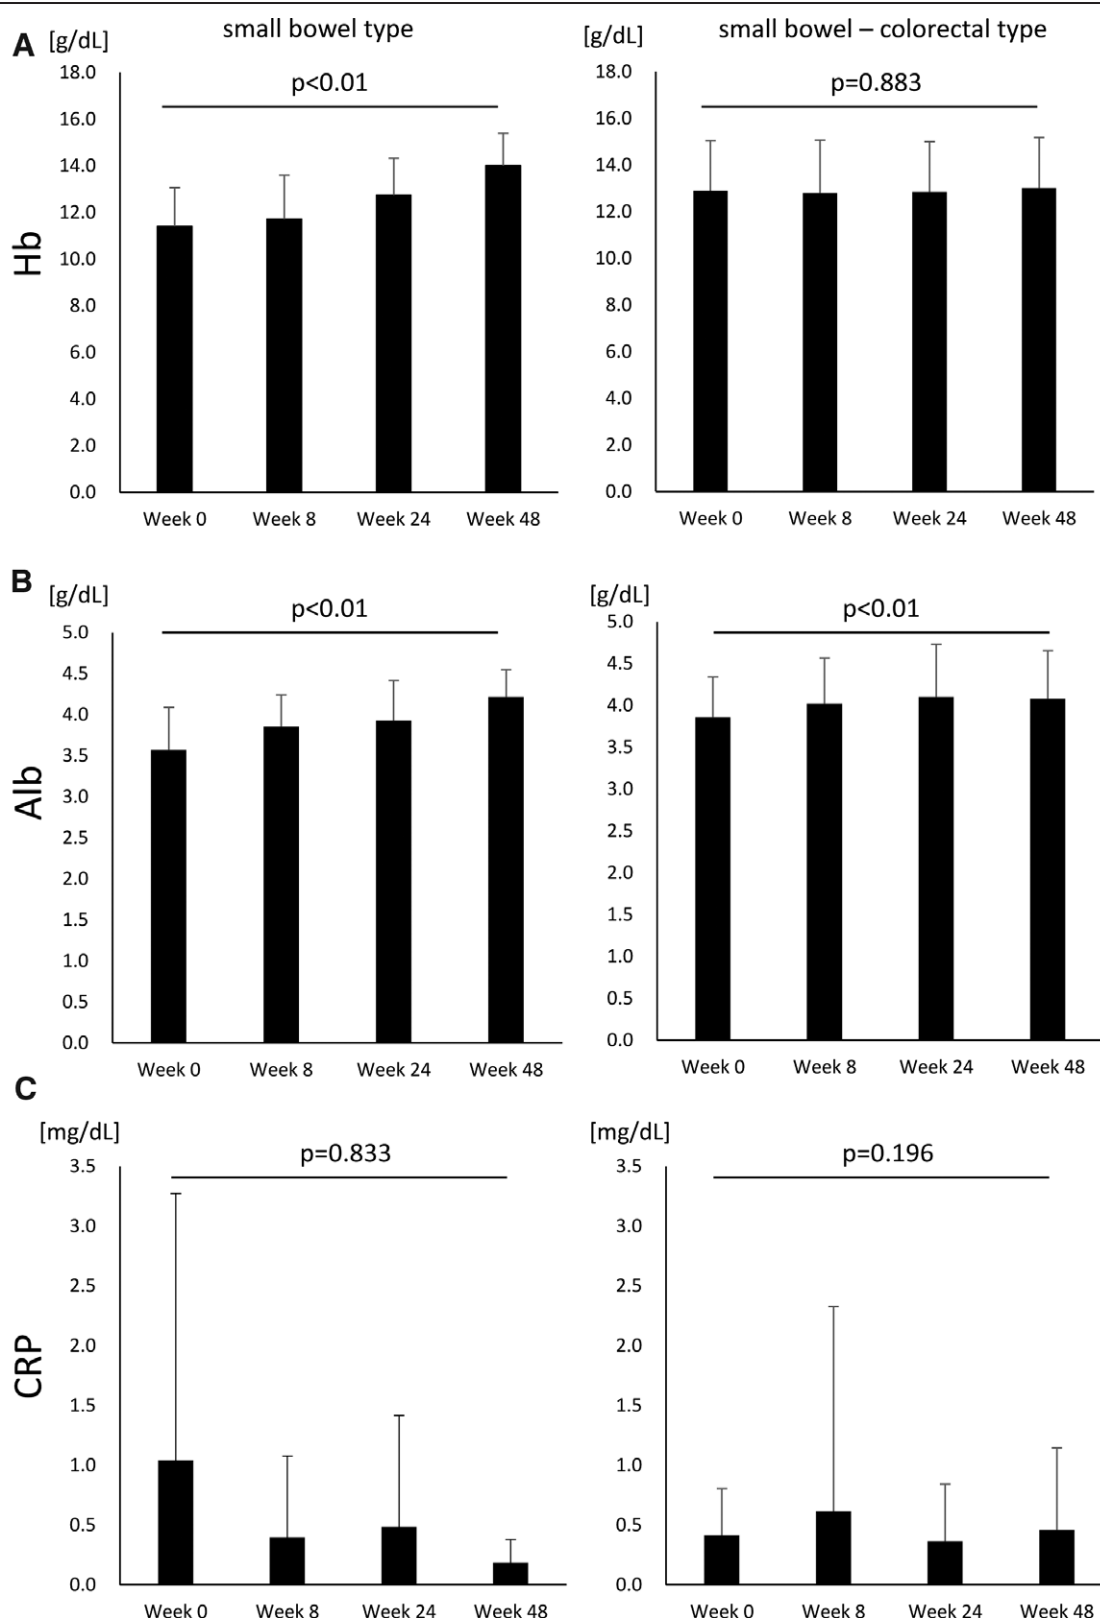 A [g/dL] small bowel type
p<0.01
18.0
16.0
14.0
12.0
10.0
8.0
6.0
4.0
2.0
0.0
Hb
Week 0 Week 8 Week 24 Week 48
[g/dL] small bowel – colorectal type
p=0.883
18.0
16.0
14.0
12.0
10.0
8.0
6.0
4.0
2.0
0.0
Week 0 Week 8 Week 24 Week 48
B [g/dL]
p<0.01
5.0
4.5
4.0
3.5
3.0
2.5
2.0
1.5
1.0
0.5
0.0
Alb
Week 0 Week 8 Week 24 Week 48
[g/dL]
p<0.01
5.0
4.5
4.0
3.5
3.0
2.5
2.0
1.5
1.0
0.5
0.0
Week 0 Week 8 Week 24 Week 48
C
[mg/dL]
p=0.833
3.5
3.0
2.5
2.0
1.5
1.0
0.5
0.0
CRP
Week 0 Week 8 Week 24 Week 48
[mg/dL]
p=0.196
3.5
3.0
2.5
2.0
1.5
1.0
0.5
0.0
Week 0 Week 8 Week 24 Week 48